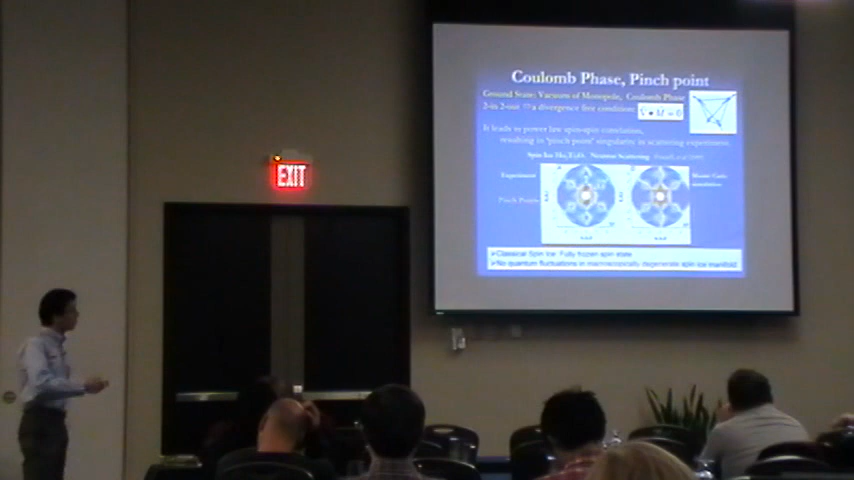 Coulomb Phase, Pinch point
Ground State: Vacuum of Monopole, Coulomb Phase
2-in 2-out a divergence free condition:
It leads to power law spin-spin correlation,
resulting in 'pinch point' singularity in scattering experiment.
Spin Ice Ho₂Ti₂O₇ Neutron Scattering
Experiment
Monte Carlo
simulation
Pinch Points
➢Classical Spin Ice: Fully frozen spin state
➢No quantum fluctuations in macroscopically degenerate spin ice manifold
EXIT